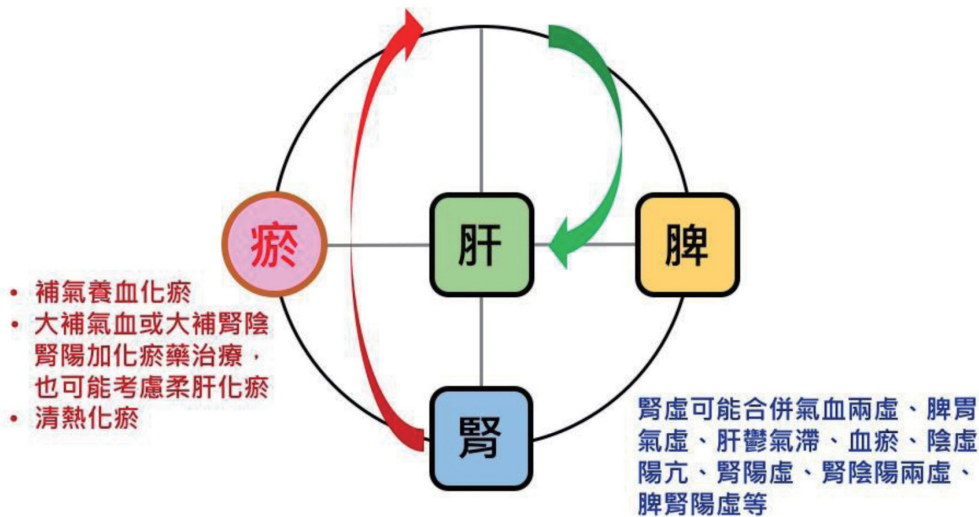 瘀
肝
脾
• 補氣養血化瘀
• 大補氣血或大補腎陰
腎陽加化瘀藥治療，
也可能考慮柔肝化瘀
• 清熱化瘀
腎
腎虛可能合併氣血兩虛、脾胃
氣虛、肝鬱氣滯、血瘀、陰虛
陽亢、腎陽虛、腎陰陽兩虛、
脾腎陽虛等